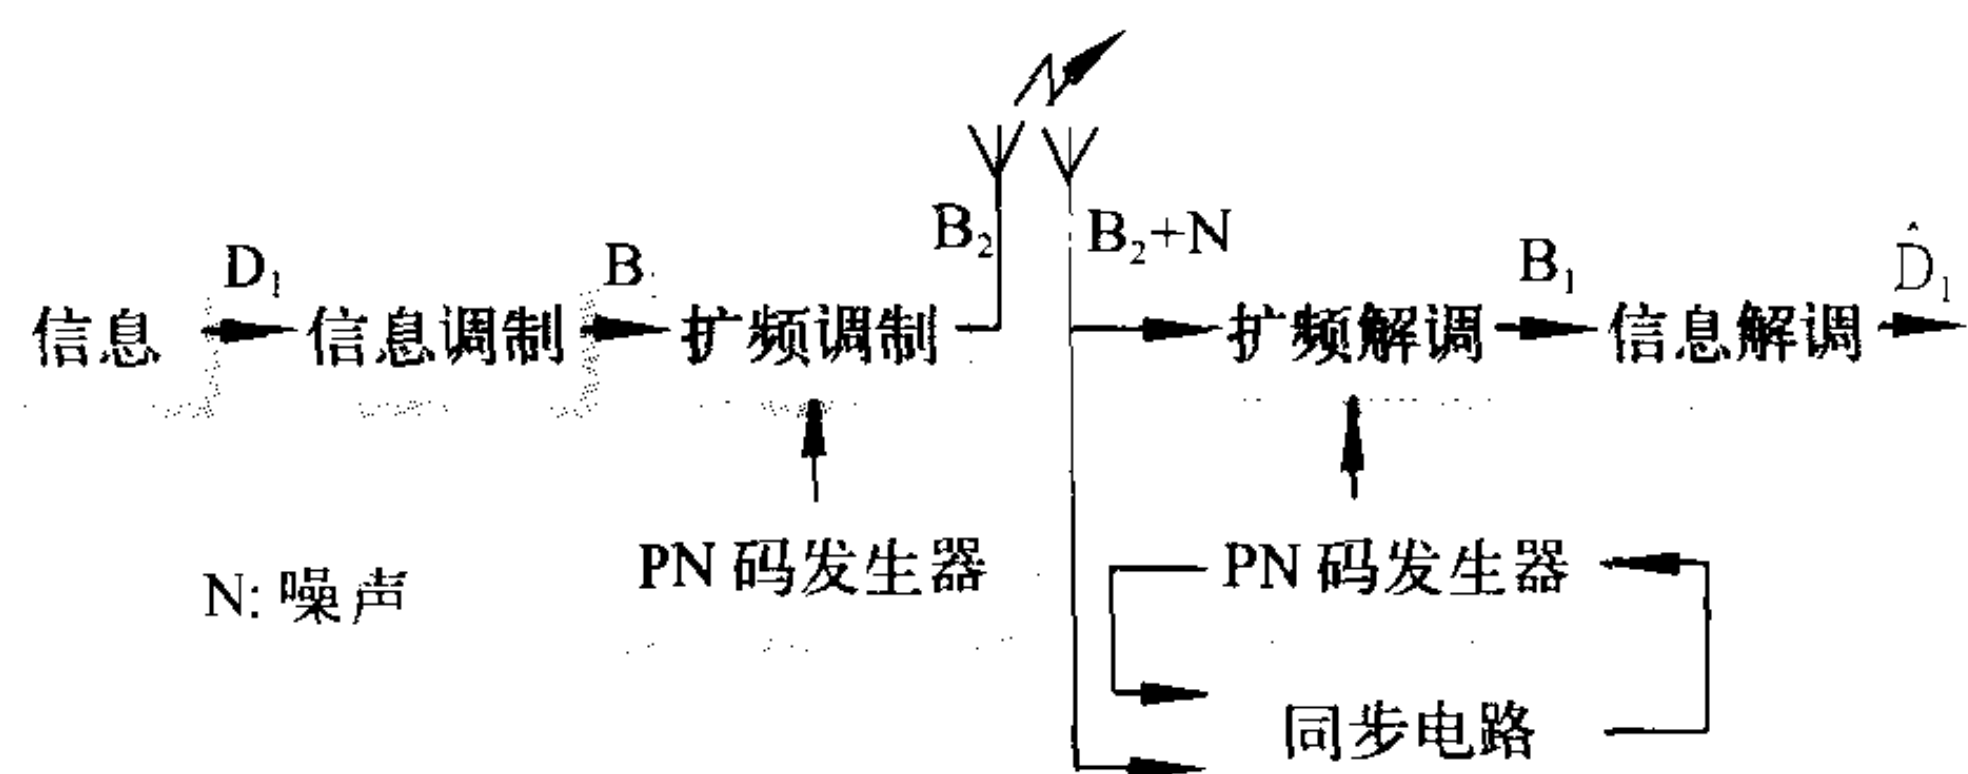 B₂
B₂+N
D₁
B
B₁
D̂₁
信息
信息调制
扩频调制
扩频解调
信息解调
PN 码发生器
PN 码发生器
N: 噪声
同步电路